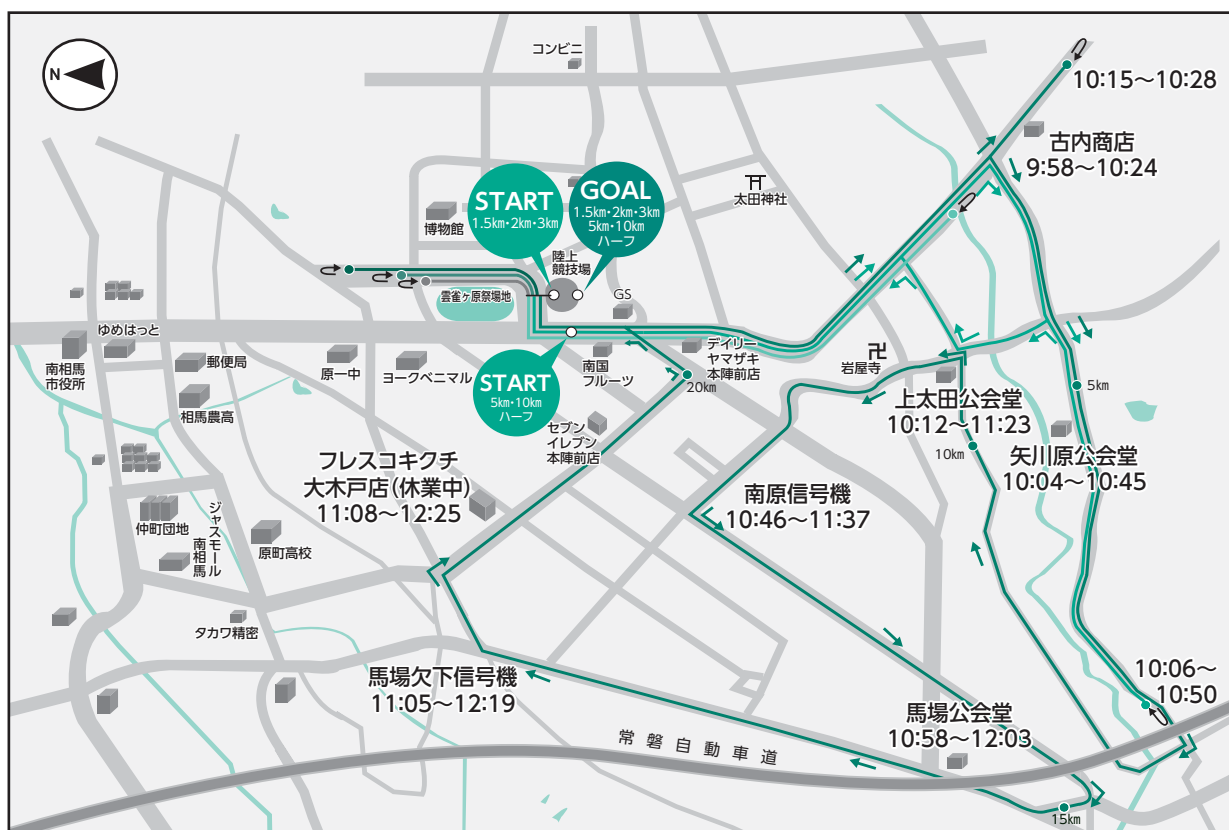 N
コンビニ
10:15〜10:28
古内商店
9:58〜10:24
START
1.5km・2km・3km
GOAL
1.5km・2km・3km
5km・10km
ハーフ
太田神社
博物館
陸上
競技場
雲雀ヶ原祭場地
GS
ゆめはっと
南相馬
市役所
郵便局
原一中
ヨークベニマル
相馬農高
START
5km・10km
ハーフ
南国
フルーツ
デイリー
ヤマザキ
本陣前店
20km
岩屋寺
上太田公会堂
10:12〜11:23
5km
10km
矢川原公会堂
10:04〜10:45
セブン
イレブン
本陣前店
フレスコキクチ
大木戸店(休業中)
11:08〜12:25
南原信号機
10:46〜11:37
仲町団地
ジャスモール
南相馬
原町高校
タカワ精密
馬場欠下信号機
11:05〜12:19
10:06〜
10:50
馬場公会堂
10:58〜12:03
常磐自動車道
15km